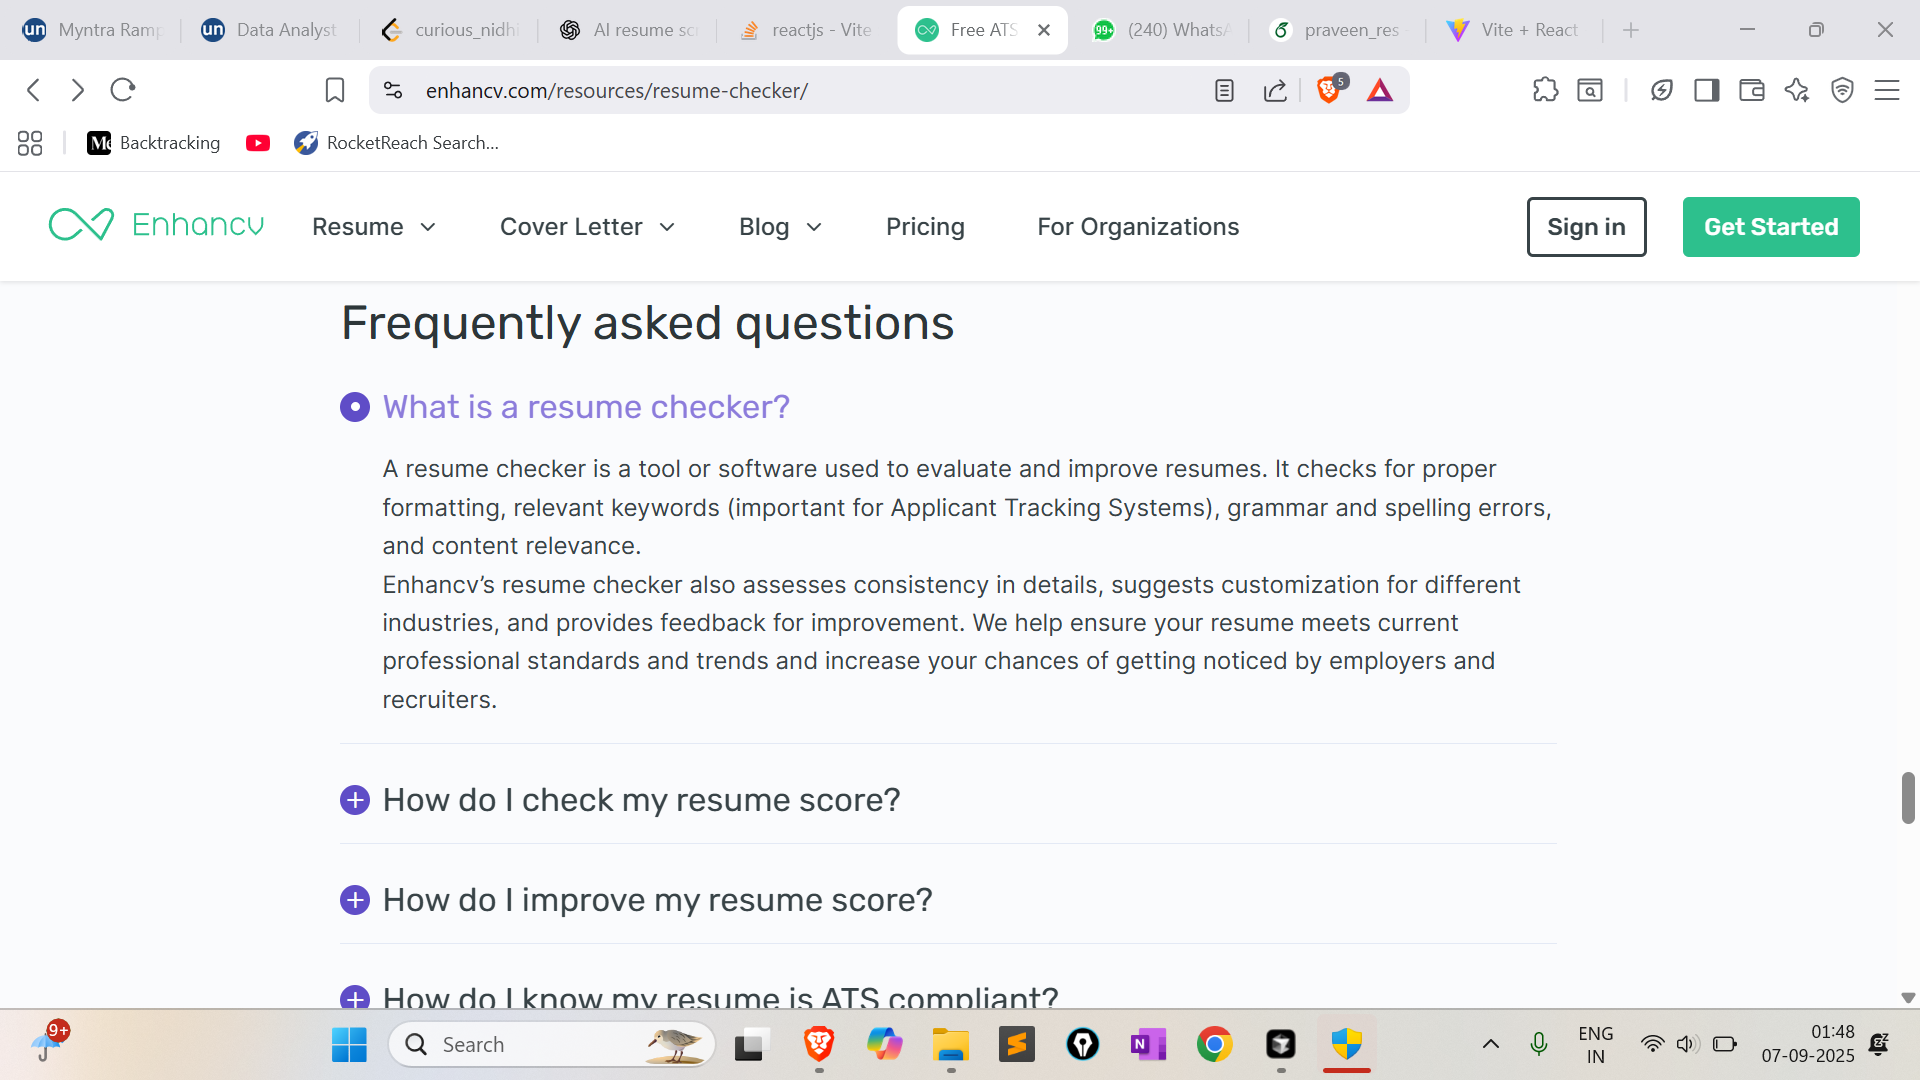 un Myntra Ramp
un Data Analyst
curious_nidhi
AI resume scr
reactjs - Vite
Free ATS
99+ (240) WhatsA
praveen_res
Vite + React
enhancv.com/resources/resume-checker/
5
Backtracking
RocketReach Search...
Enhancv
Resume
Cover Letter
Blog
Pricing
For Organizations
Sign in
Get Started
Frequently asked questions
What is a resume checker?
A resume checker is a tool or software used to evaluate and improve resumes. It checks for proper
formatting, relevant keywords (important for Applicant Tracking Systems), grammar and spelling errors,
and content relevance.
Enhancv’s resume checker also assesses consistency in details, suggests customization for different
industries, and provides feedback for improvement. We help ensure your resume meets current
professional standards and trends and increase your chances of getting noticed by employers and
recruiters.
How do I check my resume score?
How do I improve my resume score?
How do I know my resume is ATS compliant?
9+
Search
N
ENG
IN
01:48
07-09-2025